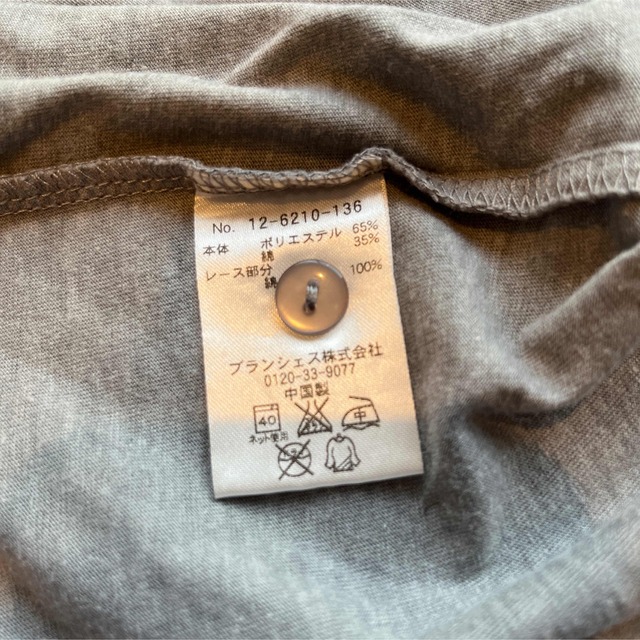 No. 12-6210-136
本体 ポリエステル 65%
綿 35%
レース部分
綿 100%
ブランシェス株式会社
0120-33-9077
中国製
40 中
ネット使用